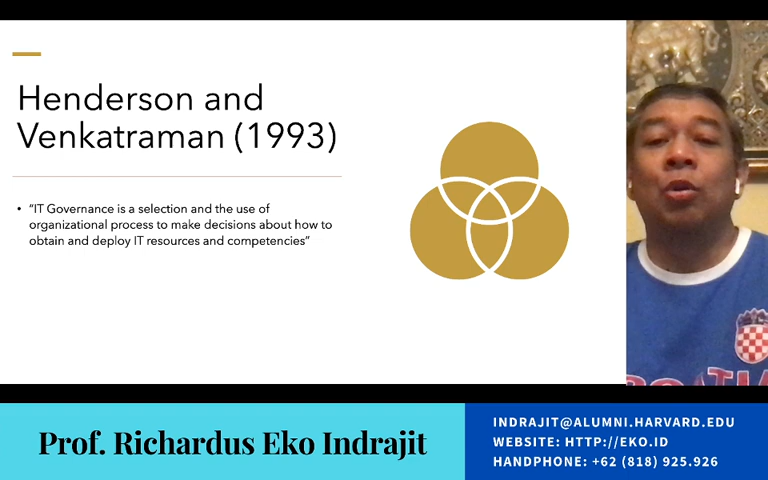 Henderson and
Venkatraman (1993)
• “IT Governance is a selection and the use of
organizational process to make decisions about how to
obtain and deploy IT resources and competencies”
Prof. Richardus Eko Indrajit
INDRAJIT@ALUMNI.HARVARD.EDU
WEBSITE: HTTP://EKO.ID
HANDPHONE: +62 (818) 925.926